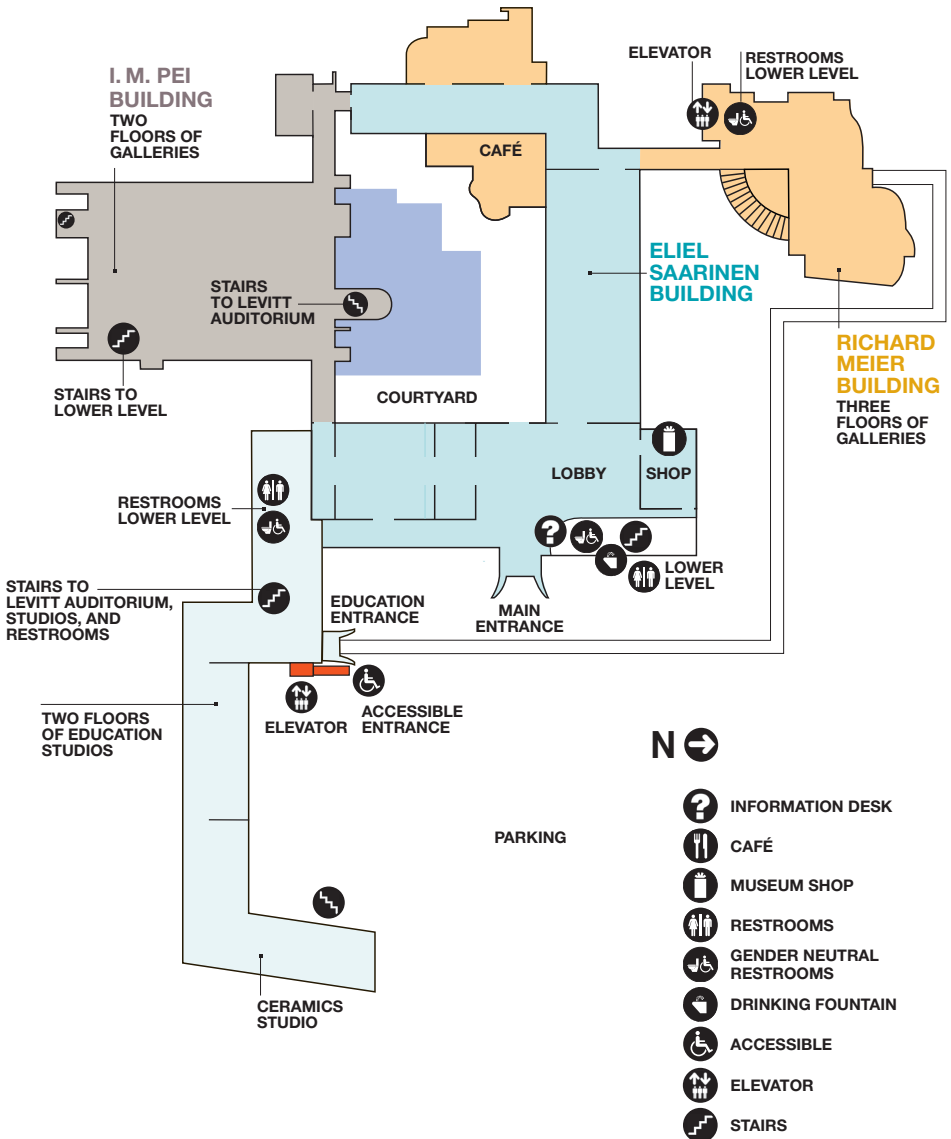 I. M. PEI
BUILDING
TWO
FLOORS OF
GALLERIES
ELEVATOR
RESTROOMS
LOWER LEVEL
CAFÉ
STAIRS
TO LEVITT
AUDITORIUM
ELIEL
SAARINEN
BUILDING
RICHARD
MEIER
BUILDING
THREE
FLOORS OF
GALLERIES
STAIRS TO
LOWER LEVEL
COURTYARD
LOBBY
SHOP
RESTROOMS
LOWER LEVEL
?
LOWER
LEVEL
STAIRS TO
LEVITT AUDITORIUM,
STUDIOS, AND
RESTROOMS
EDUCATION
ENTRANCE
MAIN
ENTRANCE
ELEVATOR
ACCESSIBLE
ENTRANCE
TWO FLOORS
OF EDUCATION
STUDIOS
PARKING
CERAMICS
STUDIO
N
? INFORMATION DESK
CAFÉ
MUSEUM SHOP
RESTROOMS
GENDER NEUTRAL
RESTROOMS
DRINKING FOUNTAIN
ACCESSIBLE
ELEVATOR
STAIRS